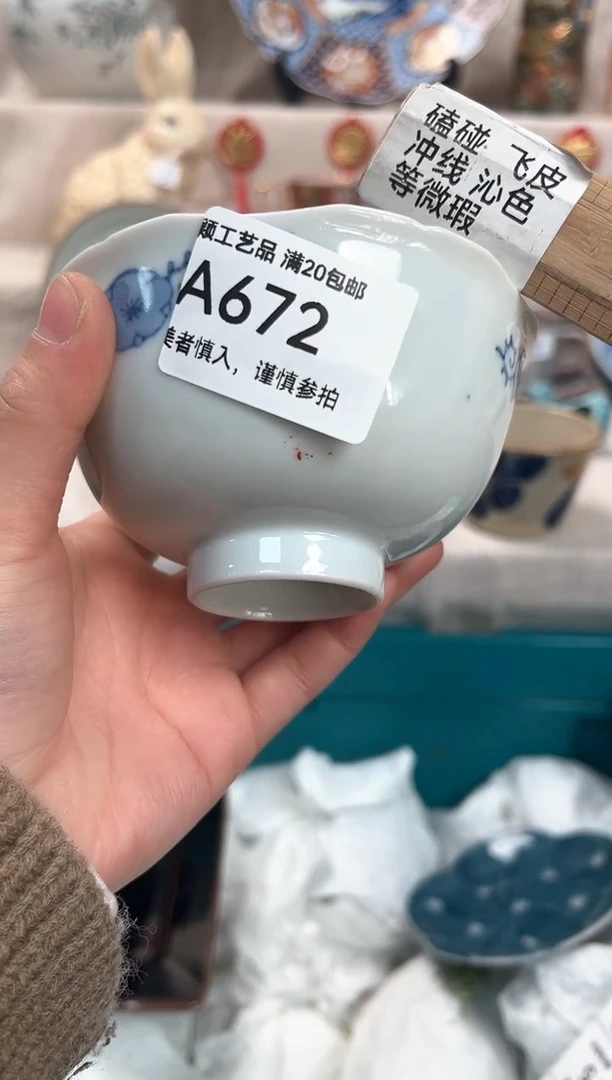 磕碰 飞皮
冲线 沁色
等微瑕
工艺品 满20包邮
A672
者慎入，谨慎参拍